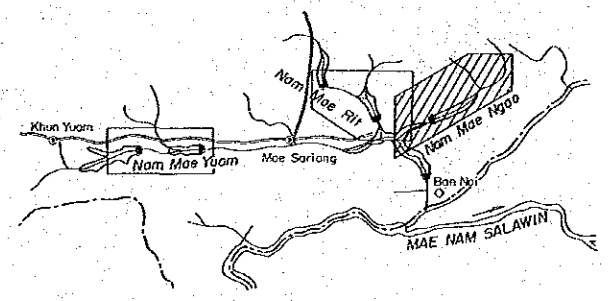 Khun Yuam
Nam Mae Yuam
Mae Sariang
Nam Mae Rit
Nam Mae Ngao
Ban Noi
MAE NAM SALAWIN